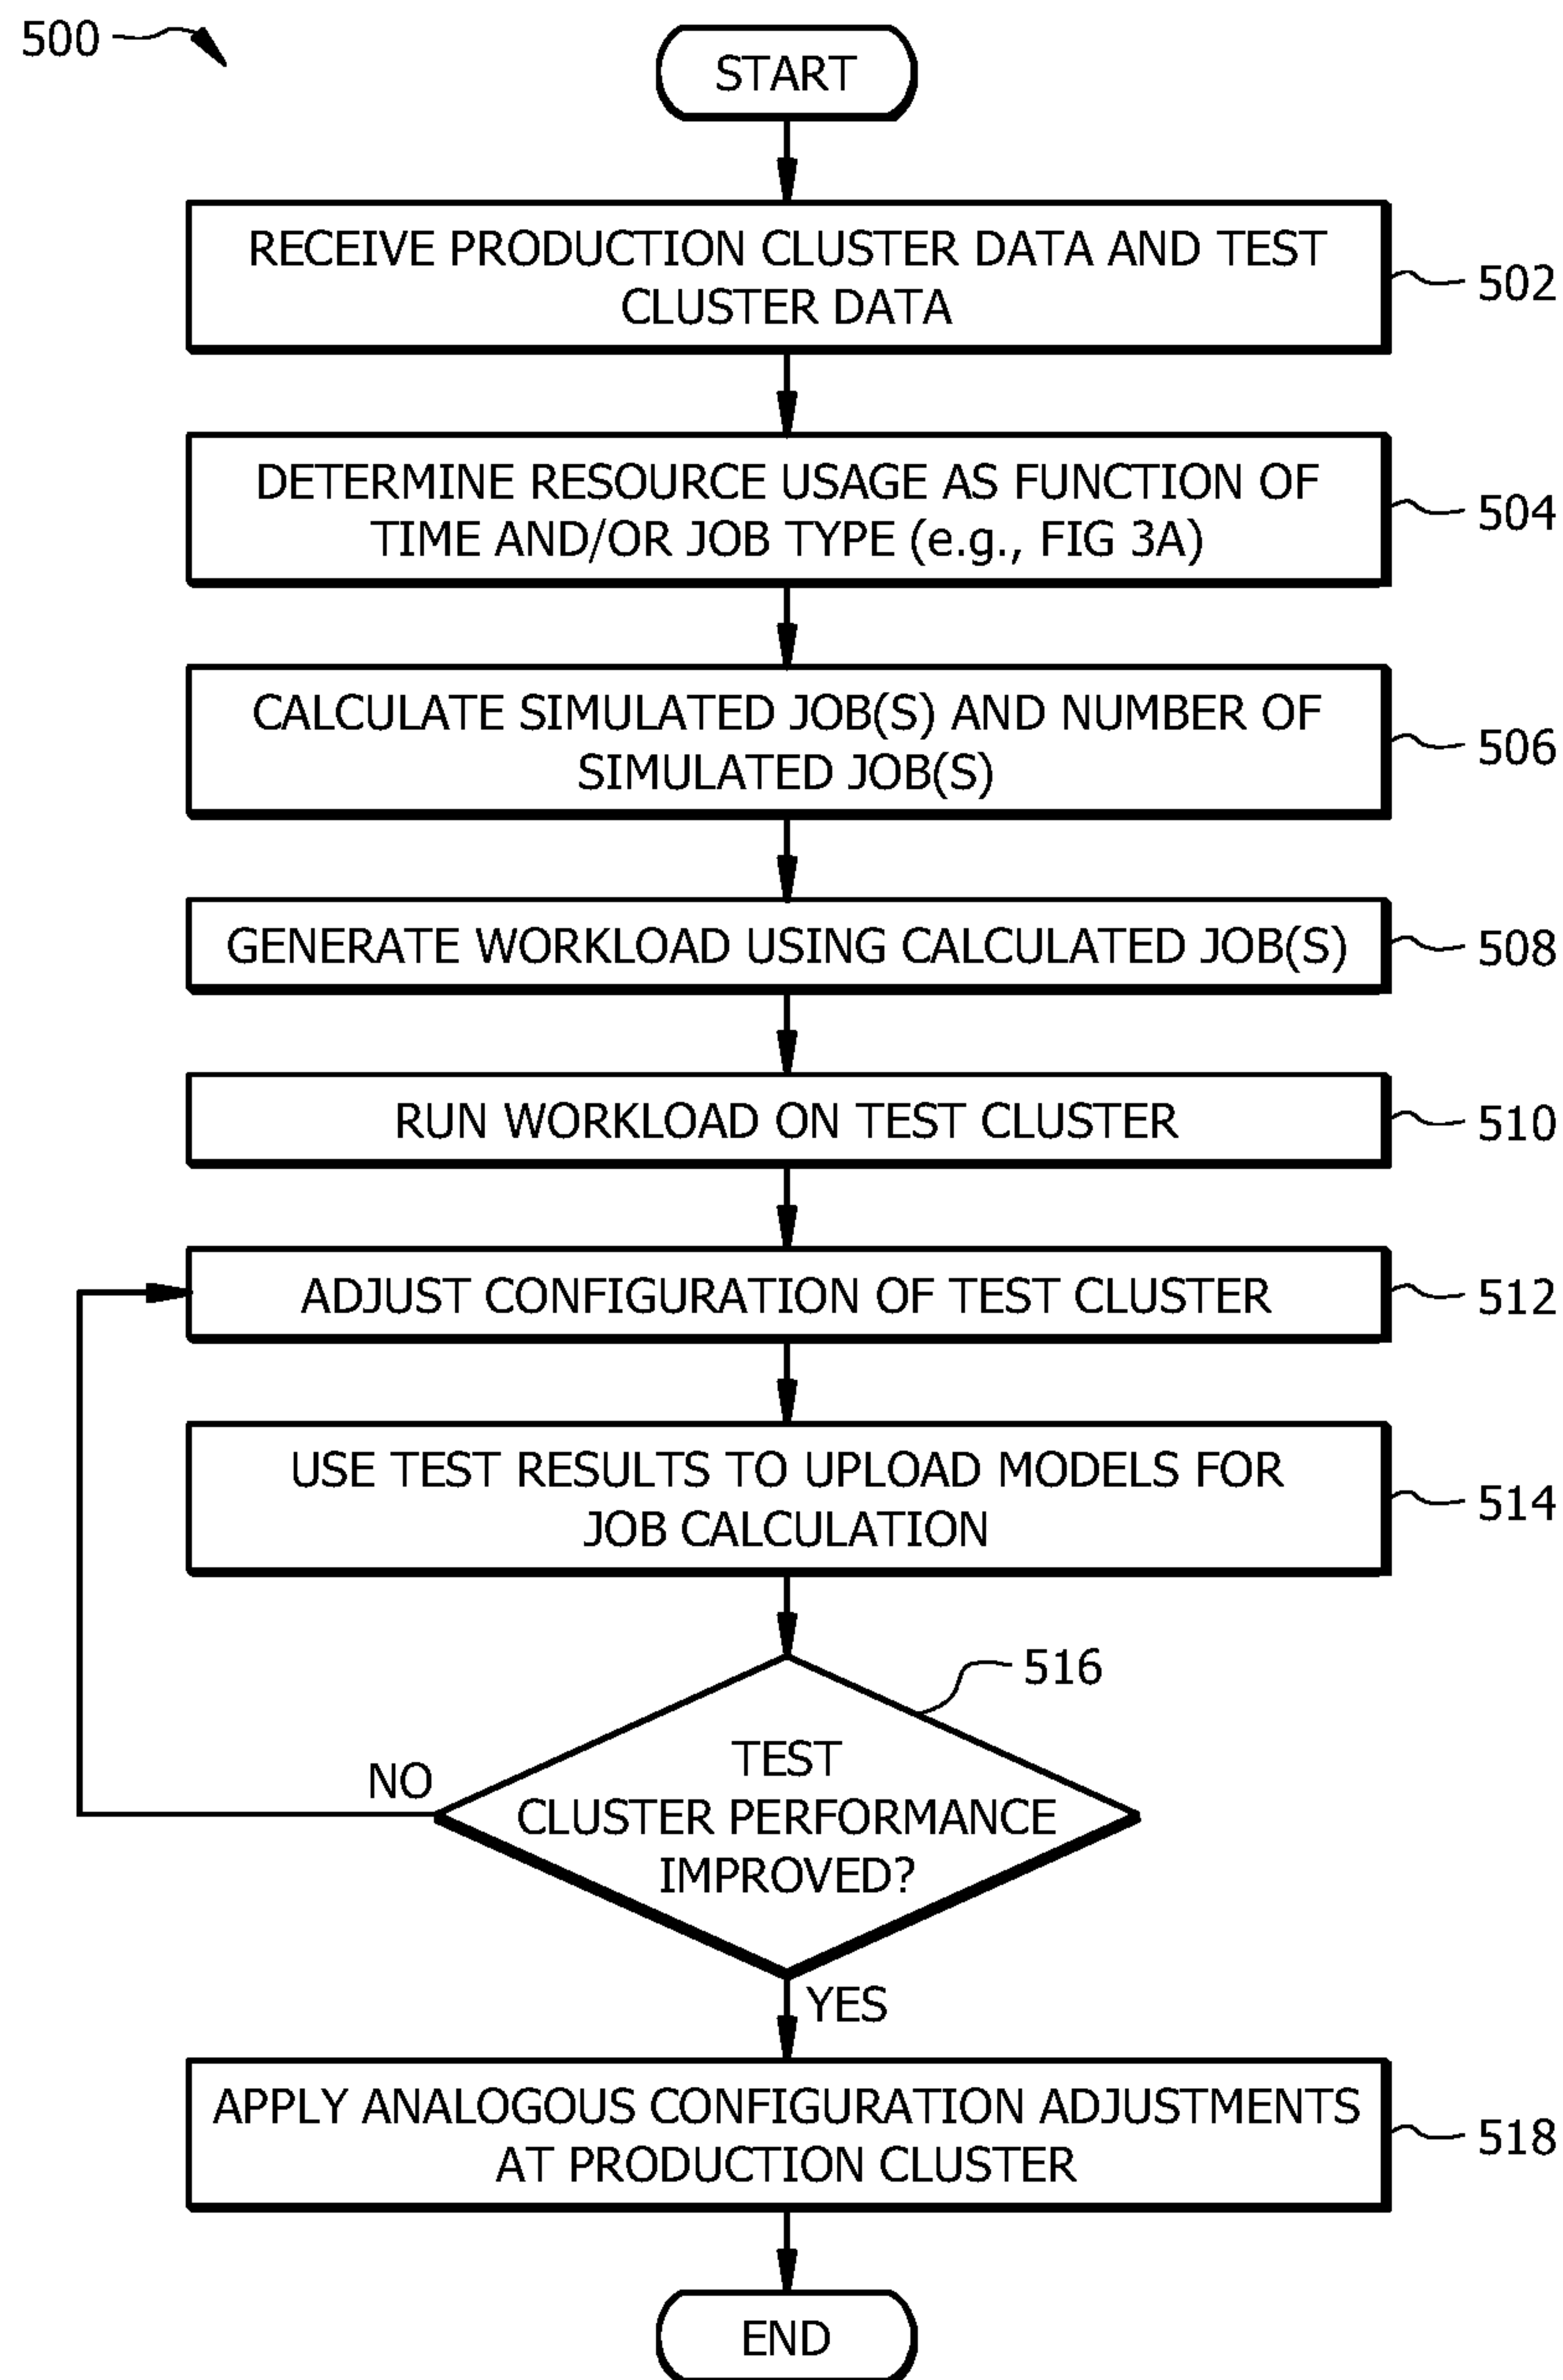 500
START
RECEIVE PRODUCTION CLUSTER DATA AND TEST
CLUSTER DATA
502
DETERMINE RESOURCE USAGE AS FUNCTION OF
TIME AND/OR JOB TYPE (e.g., FIG 3A)
504
CALCULATE SIMULATED JOB(S) AND NUMBER OF
SIMULATED JOB(S)
506
GENERATE WORKLOAD USING CALCULATED JOB(S)
508
RUN WORKLOAD ON TEST CLUSTER
510
ADJUST CONFIGURATION OF TEST CLUSTER
512
USE TEST RESULTS TO UPLOAD MODELS FOR
JOB CALCULATION
514
516
TEST
CLUSTER PERFORMANCE
IMPROVED?
NO
YES
APPLY ANALOGOUS CONFIGURATION ADJUSTMENTS
AT PRODUCTION CLUSTER
518
END